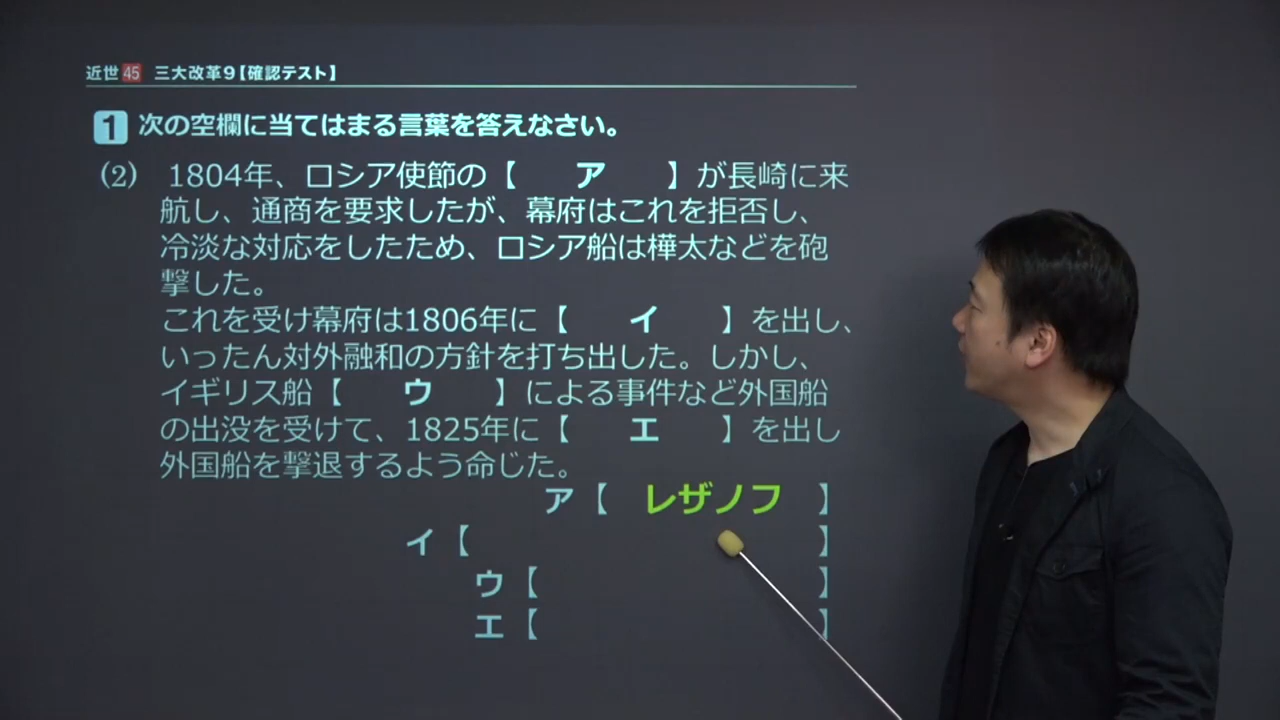 近世 45 三大改革9【確認テスト】
1 次の空欄に当てはまる言葉を答えなさい。
(2) 1804年、ロシア使節の【 ア 】が長崎に来
航し、通商を要求したが、幕府はこれを拒否し、
冷淡な対応をしたため、ロシア船は樺太などを砲
撃した。
これを受け幕府は1806年に【 イ 】を出し、
いったん対外融和の方針を打ち出した。しかし、
イギリス船【 ウ 】による事件など外国船
の出没を受けて、1825年に【 エ 】を出し
外国船を撃退するよう命じた。
ア【 レザノフ 】
イ【 】
ウ【 】
エ【 】